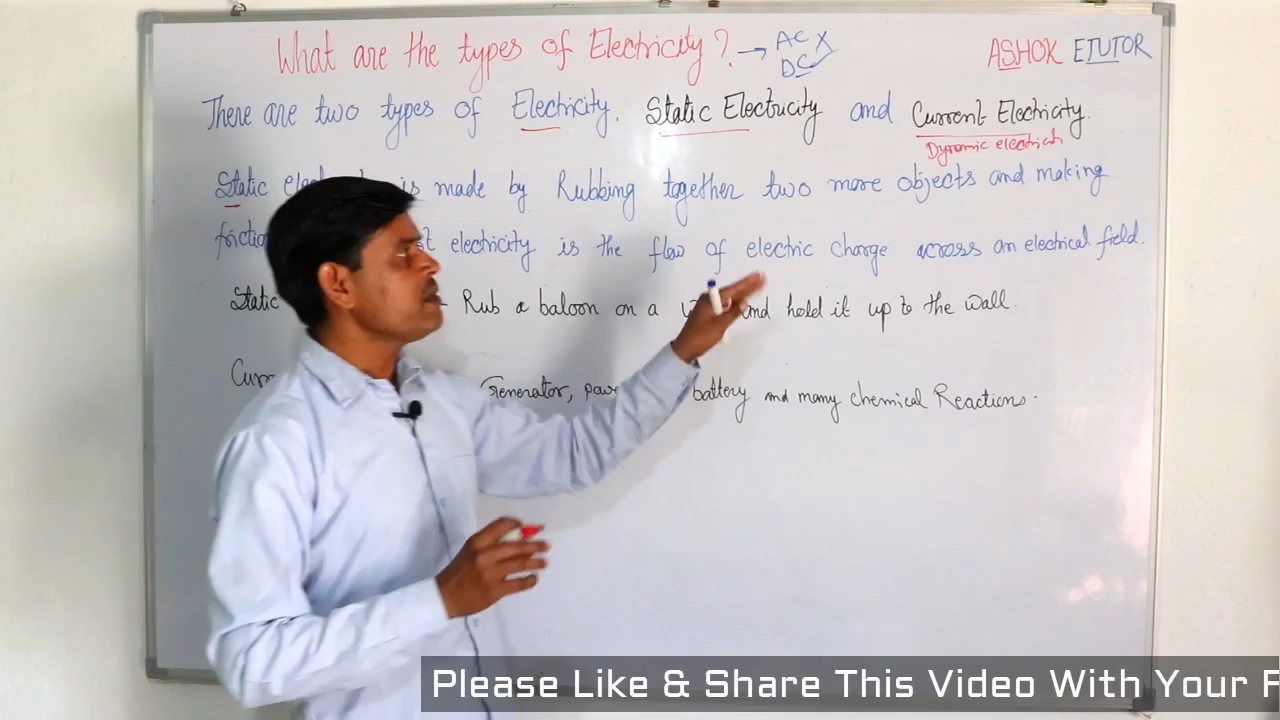 What are the types of Electricity? → AC X
DC
ASHOK ETUTOR
There are two types of Electricity. Static Electricity and Current Electricity.
Dynamic
Static is made by Rubbing together two more objects and making
electricity is the flow of electric charge across an electrical field.
Static Rub a baloon on a and hold it up to the wall.
Generator, battery and many chemical Reactions.
Please Like & Share This Video With Your F